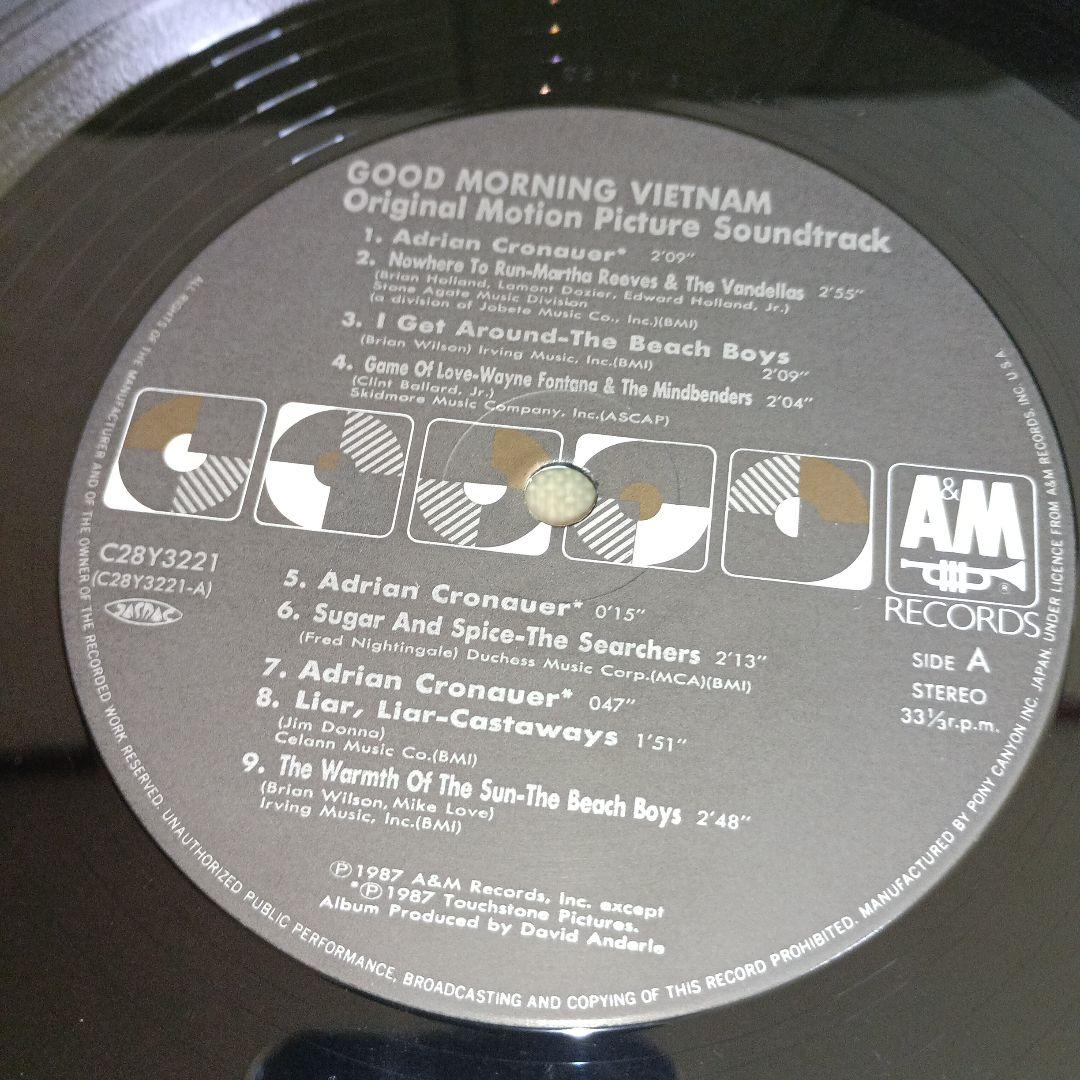 GOOD MORNING VIETNAM
Original Motion Picture Soundtrack
1. Adrian Cronauer* 2'09"
2. Nowhere To Run-Martha Reeves & The Vandellas 2'55"
(Brian Holland, Lamont Dozier, Edward Holland, Jr.)
Stone Agate Music Division
(a division of Jobete Music Co., Inc.)(BMI)
3. I Get Around-The Beach Boys 2'09"
(Brian Wilson) Irving Music, Inc.(BMI)
4. Game Of Love-Wayne Fontana & The Mindbenders 2'04"
(Clint Ballard, Jr.)
Skidmore Music Company, Inc.(ASCAP)
A&M
®
RECORDS
C28Y3221
(C28Y3221-A)
JASRAC
SIDE A
STEREO
33⅓r.p.m.
5. Adrian Cronauer* 0'15"
6. Sugar And Spice-The Searchers 2'13"
(Fred Nightingale) Duchess Music Corp.(MCA)(BMI)
7. Adrian Cronauer* 047"
8. Liar, Liar-Castaways 1'51"
(Jim Donna)
Celann Music Co.(BMI)
9. The Warmth Of The Sun-The Beach Boys 2'48"
(Brian Wilson, Mike Love)
Irving Music, Inc.(BMI)
Ⓟ1987 A&M Records, Inc. except
*Ⓟ1987 Touchstone Pictures.
Album Produced by David Anderle
ALL RIGHTS OF THE MANUFACTURER AND OF THE OWNER OF THE RECORDED WORK RESERVED. UNAUTHORIZED PUBLIC PERFORMANCE, BROADCASTING AND COPYING OF THIS RECORD PROHIBITED. MANUFACTURED BY PONY CANYON INC. JAPAN. UNDER LICENCE FROM A&M RECORDS, INC. U.S.A.